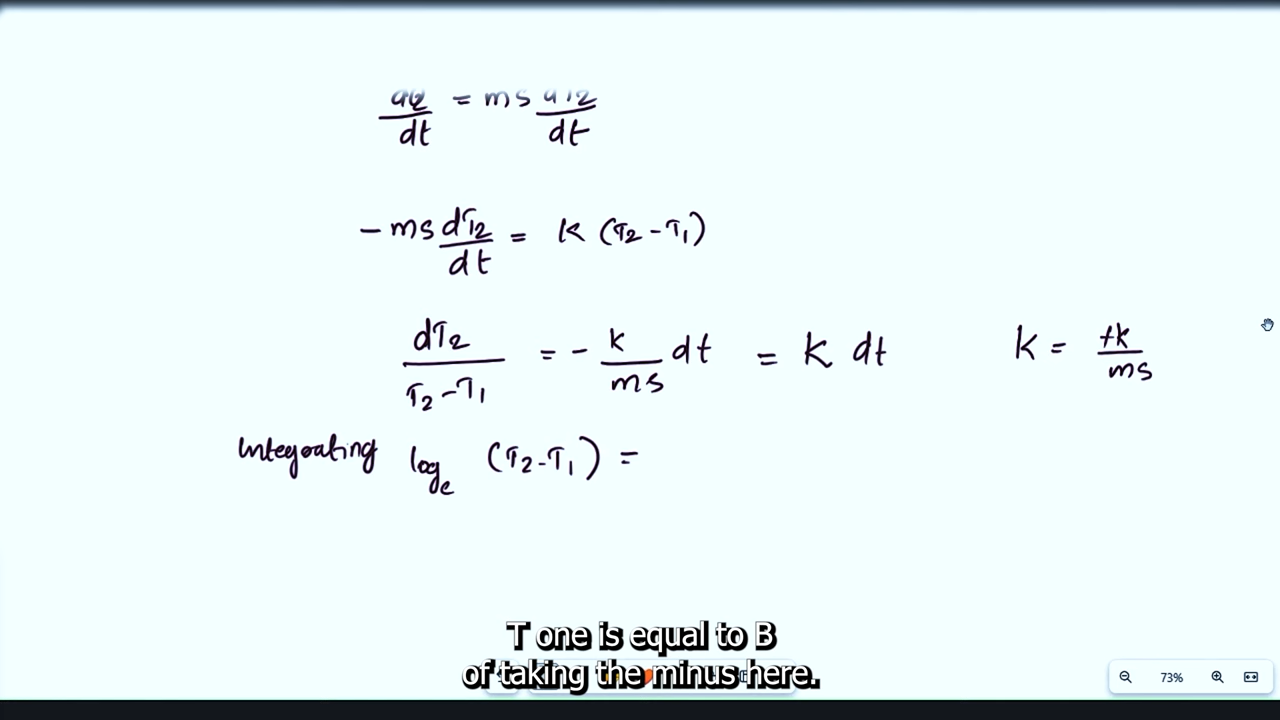 dQ/dt = ms dT2/dt
- ms dT2/dt = k (T2 - T1)
dT2/T2 - T1 = - k/ms dt = K dt K = +k/ms
Integrating loge (T2 - T1) =
T one is equal to B
of taking the minus here.
73%